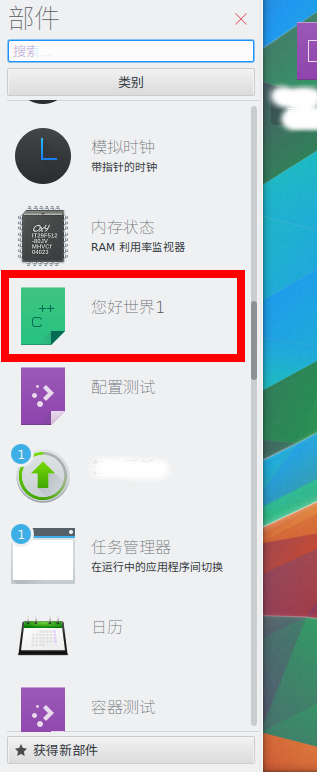 部件
搜索...
类别
模拟时钟
带指针的时钟
内存状态
RAM 利用率监视器
++
C
您好世界1
配置测试
1
1
任务管理器
在运行中的应用程序间切换
日历
容器测试
获得新部件